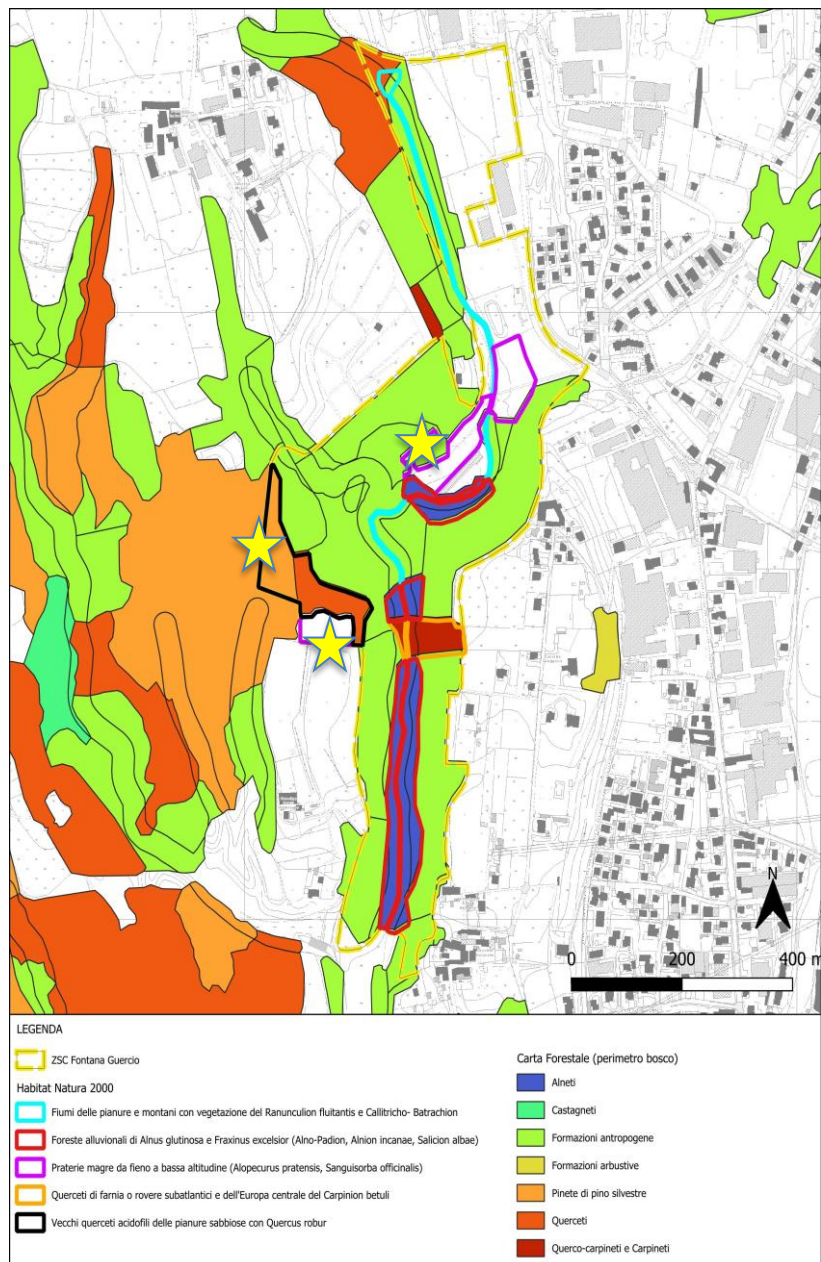 N
0 200 400 m
LEGENDA
ZSC Fontana Guercio
Habitat Natura 2000
Fiumi delle pianure e montani con vegetazione del Ranunculion fluitantis e Callitricho- Batrachion
Foreste alluvionali di Alnus glutinosa e Fraxinus excelsior (Alno-Padion, Alnion incanae, Salicion albae)
Praterie magre da fieno a bassa altitudine (Alopecurus pratensis, Sanguisorba officinalis)
Querceti di farnia o rovere subatlantici e dell'Europa centrale del Carpinion betuli
Vecchi querceti acidofili delle pianure sabbiose con Quercus robur
Carta Forestale (perimetro bosco)
Alneti
Castagneti
Formazioni antropogene
Formazioni arbustive
Pinete di pino silvestre
Querceti
Querco-carpineti e Carpineti